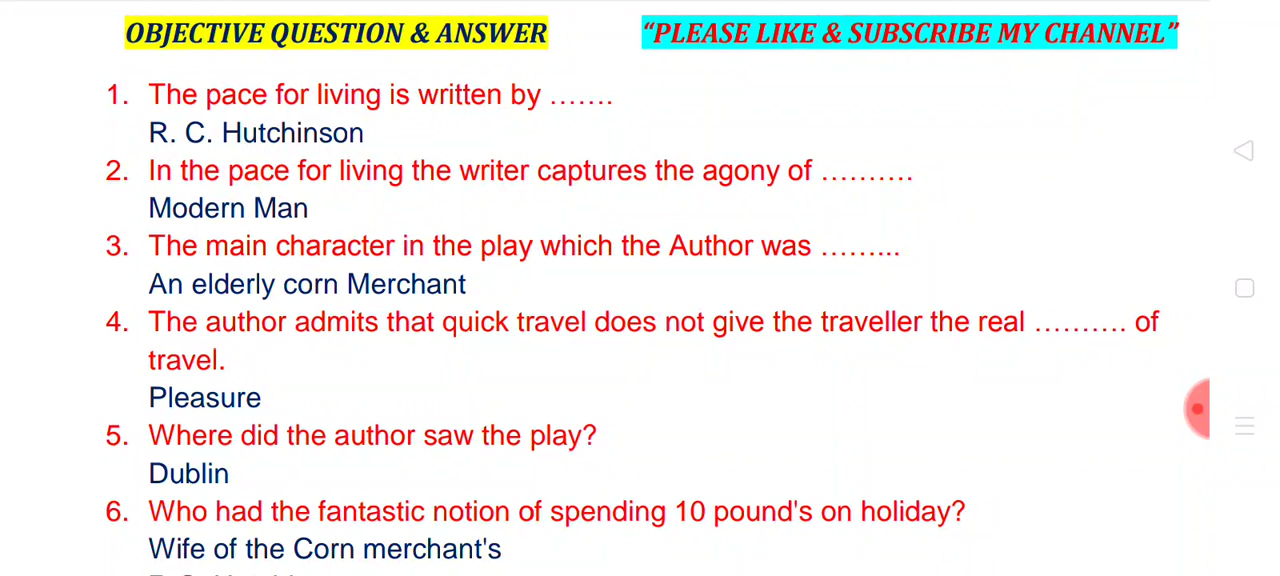 OBJECTIVE QUESTION & ANSWER “PLEASE LIKE & SUBSCRIBE MY CHANNEL”
1. The pace for living is written by …….
R. C. Hutchinson
2. In the pace for living the writer captures the agony of ……….
Modern Man
3. The main character in the play which the Author was ……...
An elderly corn Merchant
4. The author admits that quick travel does not give the traveller the real ………. of
travel.
Pleasure
5. Where did the author saw the play?
Dublin
6. Who had the fantastic notion of spending 10 pound's on holiday?
Wife of the Corn merchant's